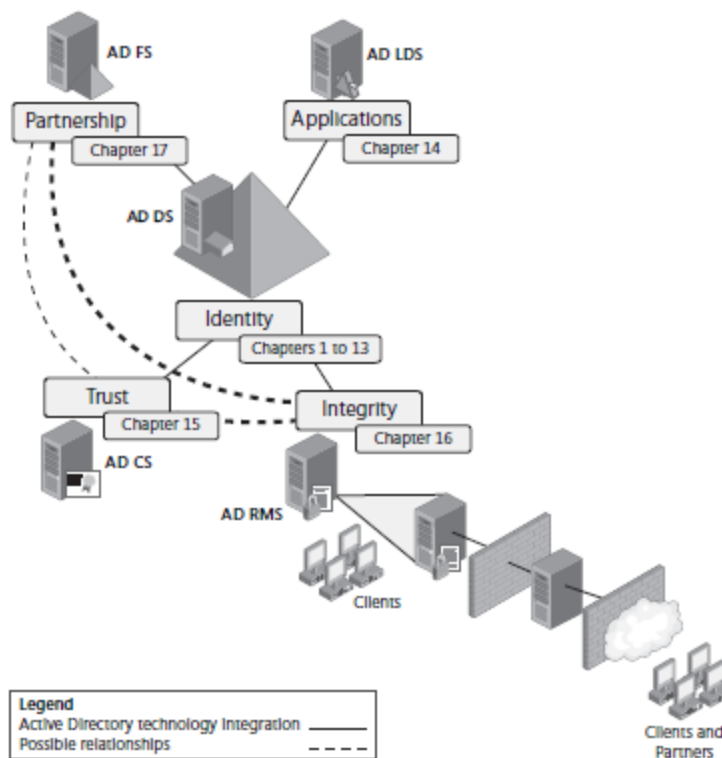 AD FS
AD LDS
Partnership
Applications
Chapter 17
Chapter 14
AD DS
Identity
Chapters 1 to 13
Trust
Integrity
Chapter 15
Chapter 16
AD CS
AD RMS
Clients
Clients and
Partners
Legend
Active Directory technology integration
Possible relationships